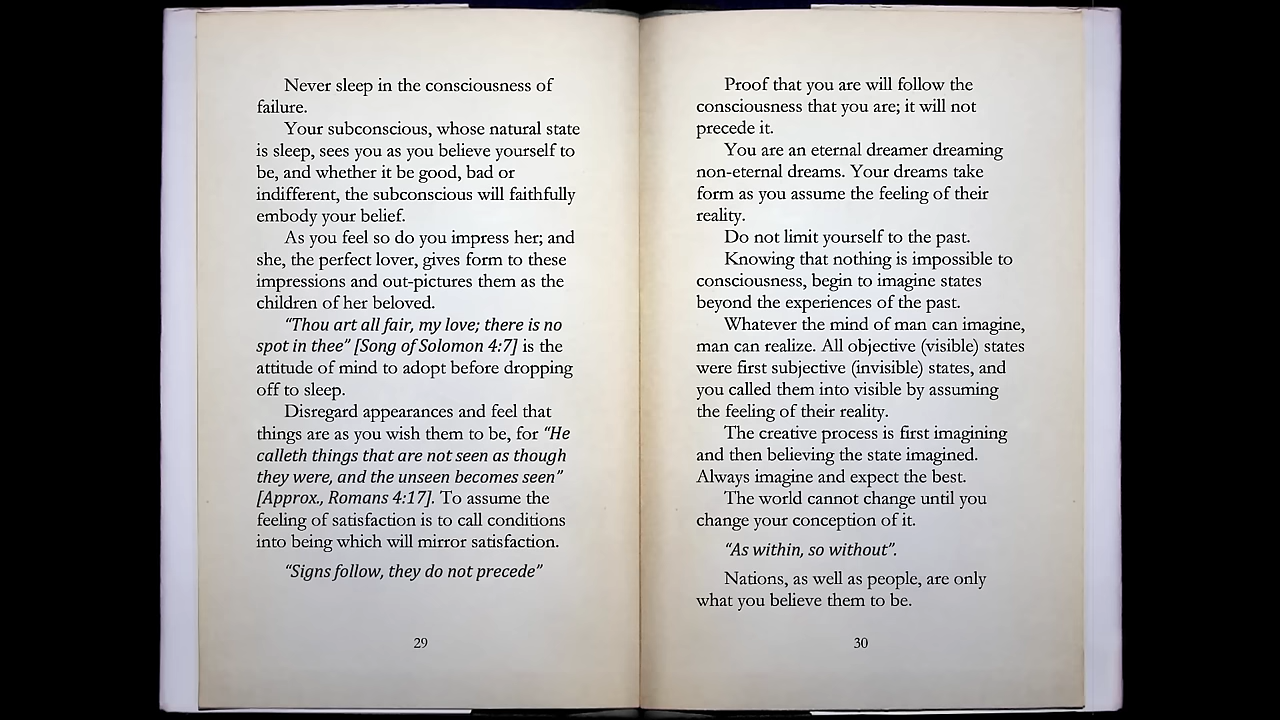 Never sleep in the consciousness of
failure.
Your subconscious, whose natural state
is sleep, sees you as you believe yourself to
be, and whether it be good, bad or
indifferent, the subconscious will faithfully
embody your belief.
As you feel so do you impress her; and
she, the perfect lover, gives form to these
impressions and out-pictures them as the
children of her beloved.
“Thou art all fair, my love; there is no
spot in thee” [Song of Solomon 4:7] is the
attitude of mind to adopt before dropping
off to sleep.
Disregard appearances and feel that
things are as you wish them to be, for “He
calleth things that are not seen as though
they were, and the unseen becomes seen”
[Approx., Romans 4:17]. To assume the
feeling of satisfaction is to call conditions
into being which will mirror satisfaction.
“Signs follow, they do not precede”
29
Proof that you are will follow the
consciousness that you are; it will not
precede it.
You are an eternal dreamer dreaming
non-eternal dreams. Your dreams take
form as you assume the feeling of their
reality.
Do not limit yourself to the past.
Knowing that nothing is impossible to
consciousness, begin to imagine states
beyond the experiences of the past.
Whatever the mind of man can imagine,
man can realize. All objective (visible) states
were first subjective (invisible) states, and
you called them into visible by assuming
the feeling of their reality.
The creative process is first imagining
and then believing the state imagined.
Always imagine and expect the best.
The world cannot change until you
change your conception of it.
“As within, so without”.
Nations, as well as people, are only
what you believe them to be.
30